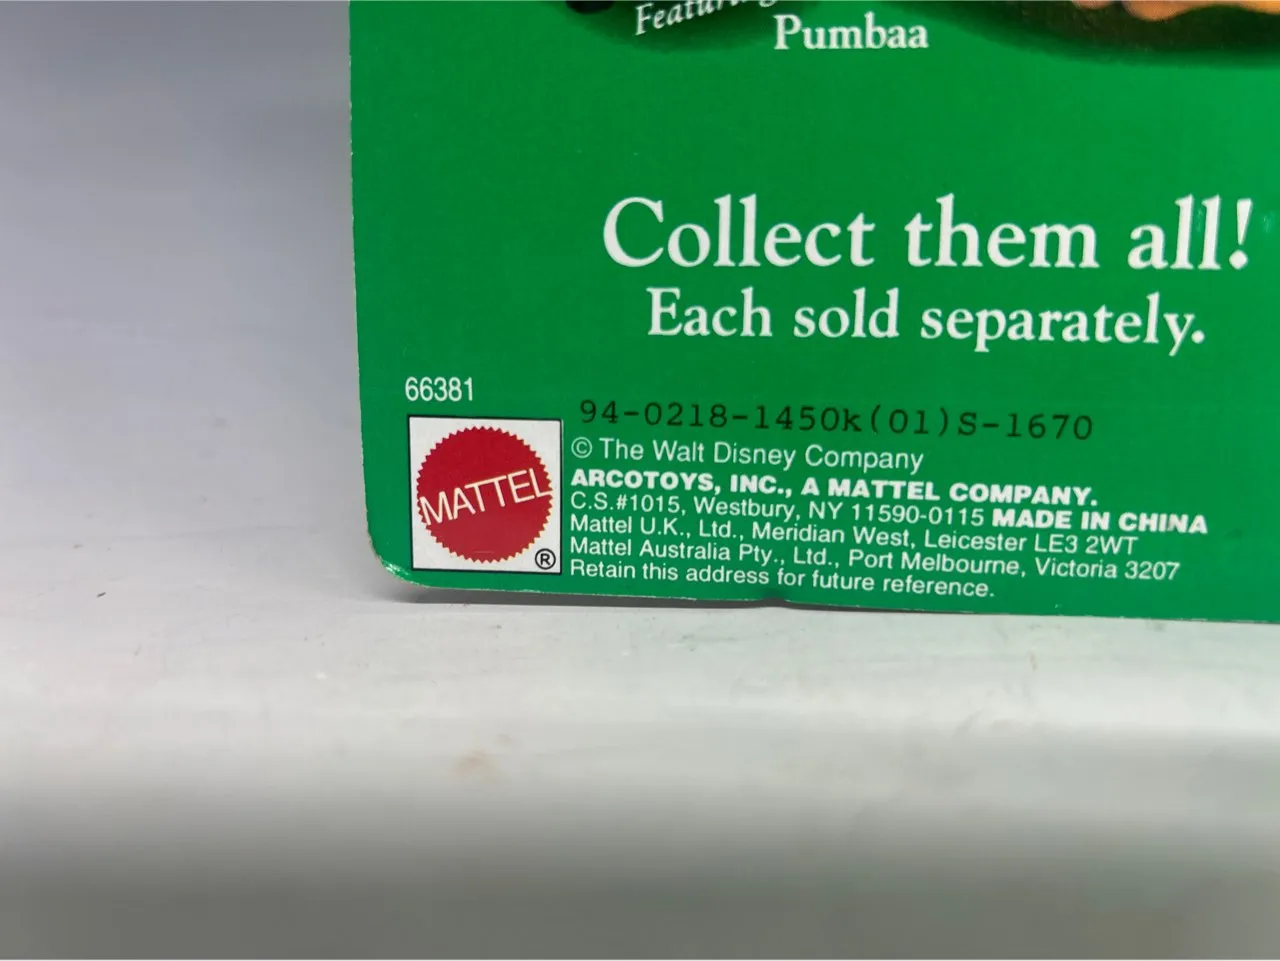 Featuring
Pumbaa
Collect them all!
Each sold separately.
66381
94-0218-1450k(01)S-1670
MATTEL
®
© The Walt Disney Company
ARCOTOYS, INC., A MATTEL COMPANY.
C.S.#1015, Westbury, NY 11590-0115 MADE IN CHINA
Mattel U.K., Ltd., Meridian West, Leicester LE3 2WT
Mattel Australia Pty., Ltd., Port Melbourne, Victoria 3207
Retain this address for future reference.